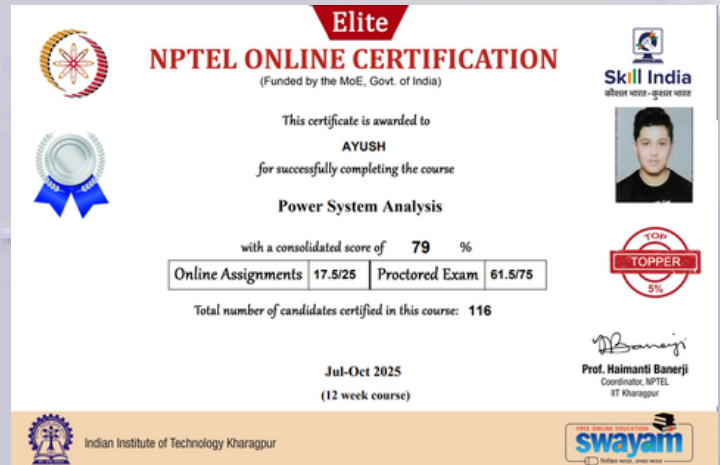 Elite
NPTEL ONLINE CERTIFICATION
(Funded by the MoE, Govt. of India)
Skill India
कौशल भारत - कुशल भारत
This certificate is awarded to
AYUSH
for successfully completing the course
Power System Analysis
with a consolidated score of 79 %
Online Assignments 17.5/25 Proctored Exam 61.5/75
Total number of candidates certified in this course: 116
TOP
TOPPER
5%
Jul-Oct 2025
(12 week course)
Prof. Haimanti Banerji
Coordinator, NPTEL
IIT Kharagpur
Indian Institute of Technology Kharagpur
FREE ONLINE EDUCATION
swayam